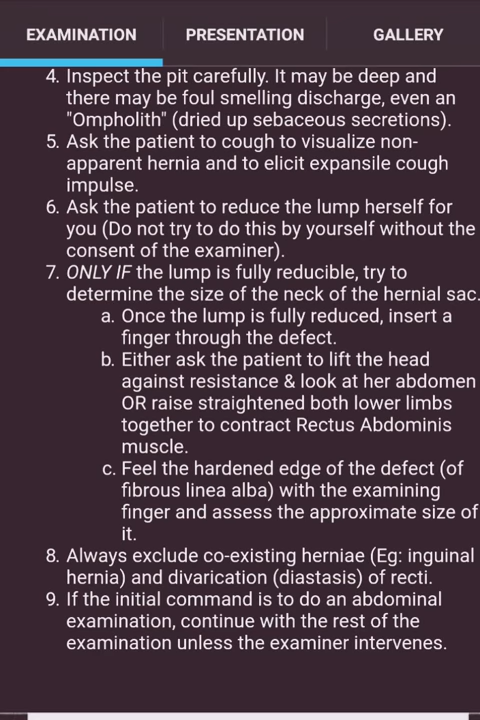 EXAMINATION PRESENTATION GALLERY
4. Inspect the pit carefully. It may be deep and
there may be foul smelling discharge, even an
"Ompholith" (dried up sebaceous secretions).
5. Ask the patient to cough to visualize non-
apparent hernia and to elicit expansile cough
impulse.
6. Ask the patient to reduce the lump herself for
you (Do not try to do this by yourself without the
consent of the examiner).
7. ONLY IF the lump is fully reducible, try to
determine the size of the neck of the hernial sac.
a. Once the lump is fully reduced, insert a
finger through the defect.
b. Either ask the patient to lift the head
against resistance & look at her abdomen
OR raise straightened both lower limbs
together to contract Rectus Abdominis
muscle.
c. Feel the hardened edge of the defect (of
fibrous linea alba) with the examining
finger and assess the approximate size of
it.
8. Always exclude co-existing herniae (Eg: inguinal
hernia) and divarication (diastasis) of recti.
9. If the initial command is to do an abdominal
examination, continue with the rest of the
examination unless the examiner intervenes.